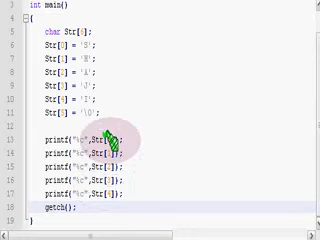 3 int main()
4 {
5 char Str[6];
6 Str[0] = 'S';
7 Str[1] = 'H';
8 Str[2] = 'A';
9 Str[3] = 'J';
10 Str[4] = 'I';
11 Str[5] = '\0';
12
13 printf("%c",Str[
14 printf("%c",Str[1]);
15 printf("%c",Str[2]);
16 printf("%c",Str[3]);
17 printf("%c",Str[4]);
18 getch();
19 }